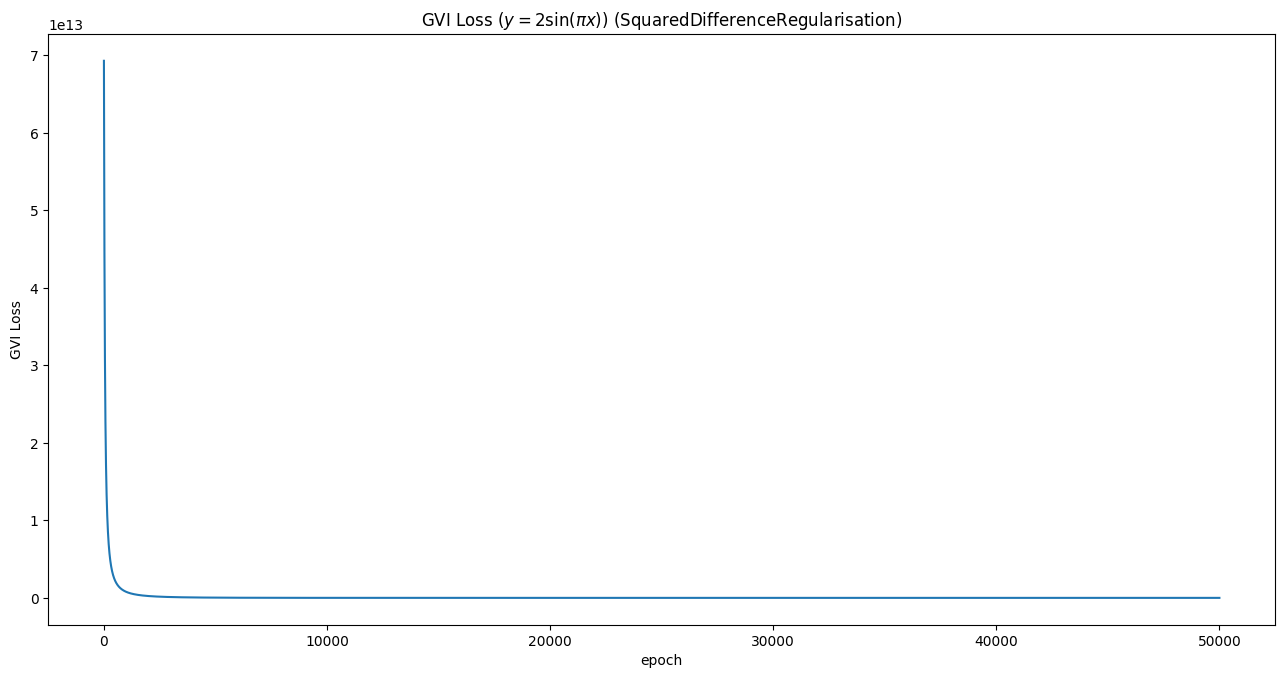 GVI Loss (y = 2sin(πx)) (SquaredDifferenceRegularisation)
1e13
7
6
5
4
3
2
1
0
GVI Loss
0 10000 20000 30000 40000 50000
epoch